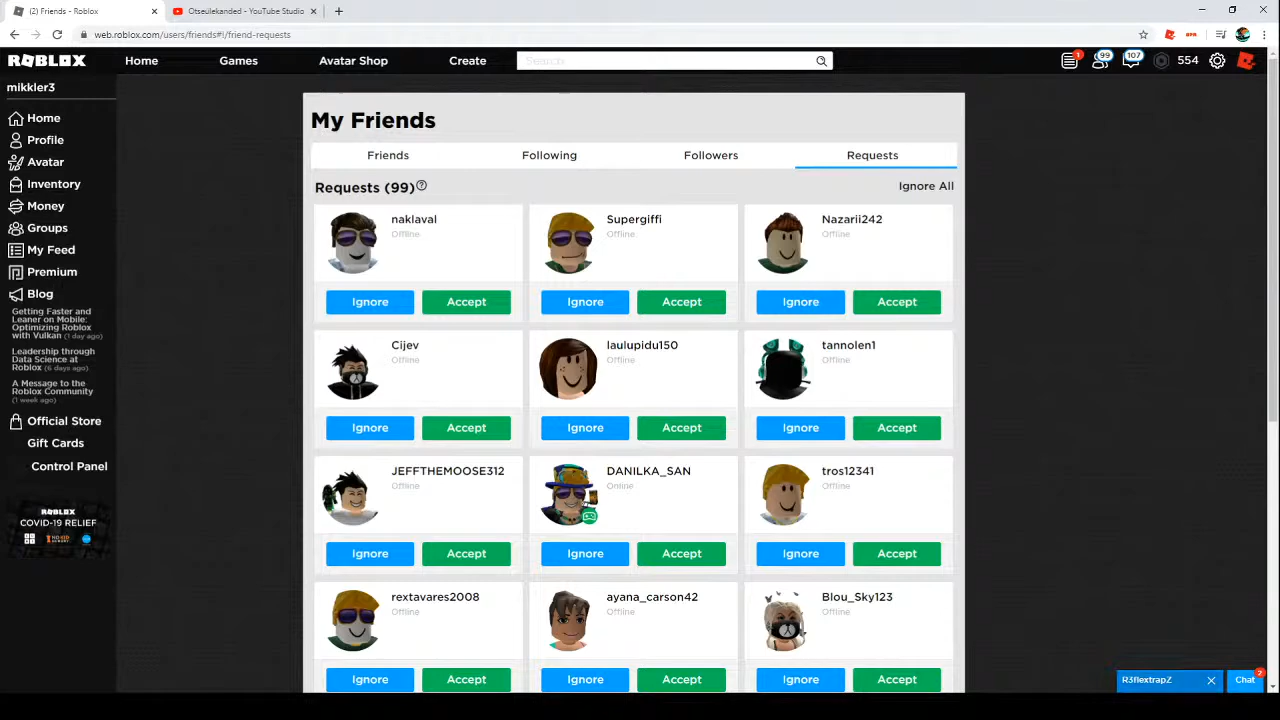 (2) Friends - Roblox
Otseülekanded - YouTube Studio
web.roblox.com/users/friends#!/friend-requests
ROBLOX
Home
Games
Avatar Shop
Create
Search
1
99
107
554
mikkler3
Home
Profile
Avatar
Inventory
Money
Groups
My Feed
Premium
Blog
Getting Faster and
Leaner on Mobile:
Optimizing Roblox
with Vulkan (1 day ago)
Leadership through
Data Science at
Roblox (6 days ago)
A Message to the
Roblox Community
(1 week ago)
Official Store
Gift Cards
Control Panel
ROBLOX
COVID-19 RELIEF
My Friends
Friends
Following
Followers
Requests
Requests (99)
Ignore All
naklaval
Offline
Ignore
Accept
Supergiffi
Offline
Ignore
Accept
Nazarii242
Offline
Ignore
Accept
Cijev
Offline
Ignore
Accept
laulupidu150
Offline
Ignore
Accept
tannolen1
Offline
Ignore
Accept
JEFFTHEMOOSE312
Offline
Ignore
Accept
DANILKA_SAN
Online
Ignore
Accept
tros12341
Offline
Ignore
Accept
rextavares2008
Offline
Ignore
Accept
ayana_carson42
Offline
Ignore
Accept
Blou_Sky123
Offline
Ignore
Accept
R3flextrapZ
Chat
2